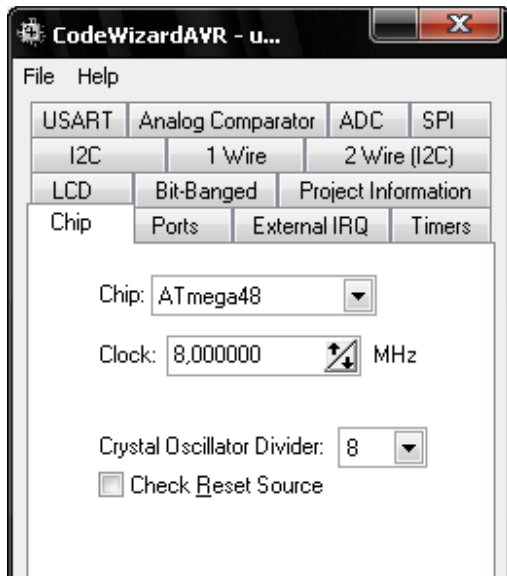 CodeWizardAVR - u...
File Help
USART Analog Comparator ADC SPI
I2C 1 Wire 2 Wire (I2C)
LCD Bit-Banged Project Information
Chip Ports External IRQ Timers
Chip: ATmega48
Clock: 8,000000 MHz
Crystal Oscillator Divider: 8
Check Reset Source